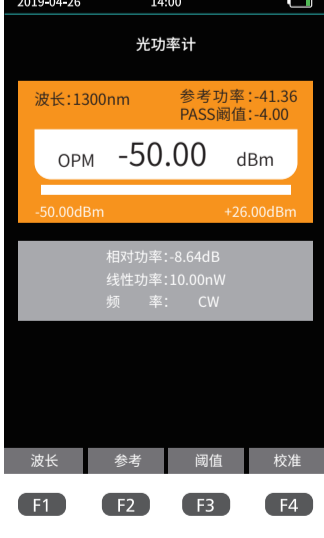 2019-04-26 14:00
光功率计
波长:1300nm 参考功率:-41.36
PASS阈值:-4.00
OPM -50.00 dBm
-50.00dBm +26.00dBm
相对功率:-8.64dB
线性功率:10.00nW
频 率: CW
波长 参考 阈值 校准
F1 F2 F3 F4